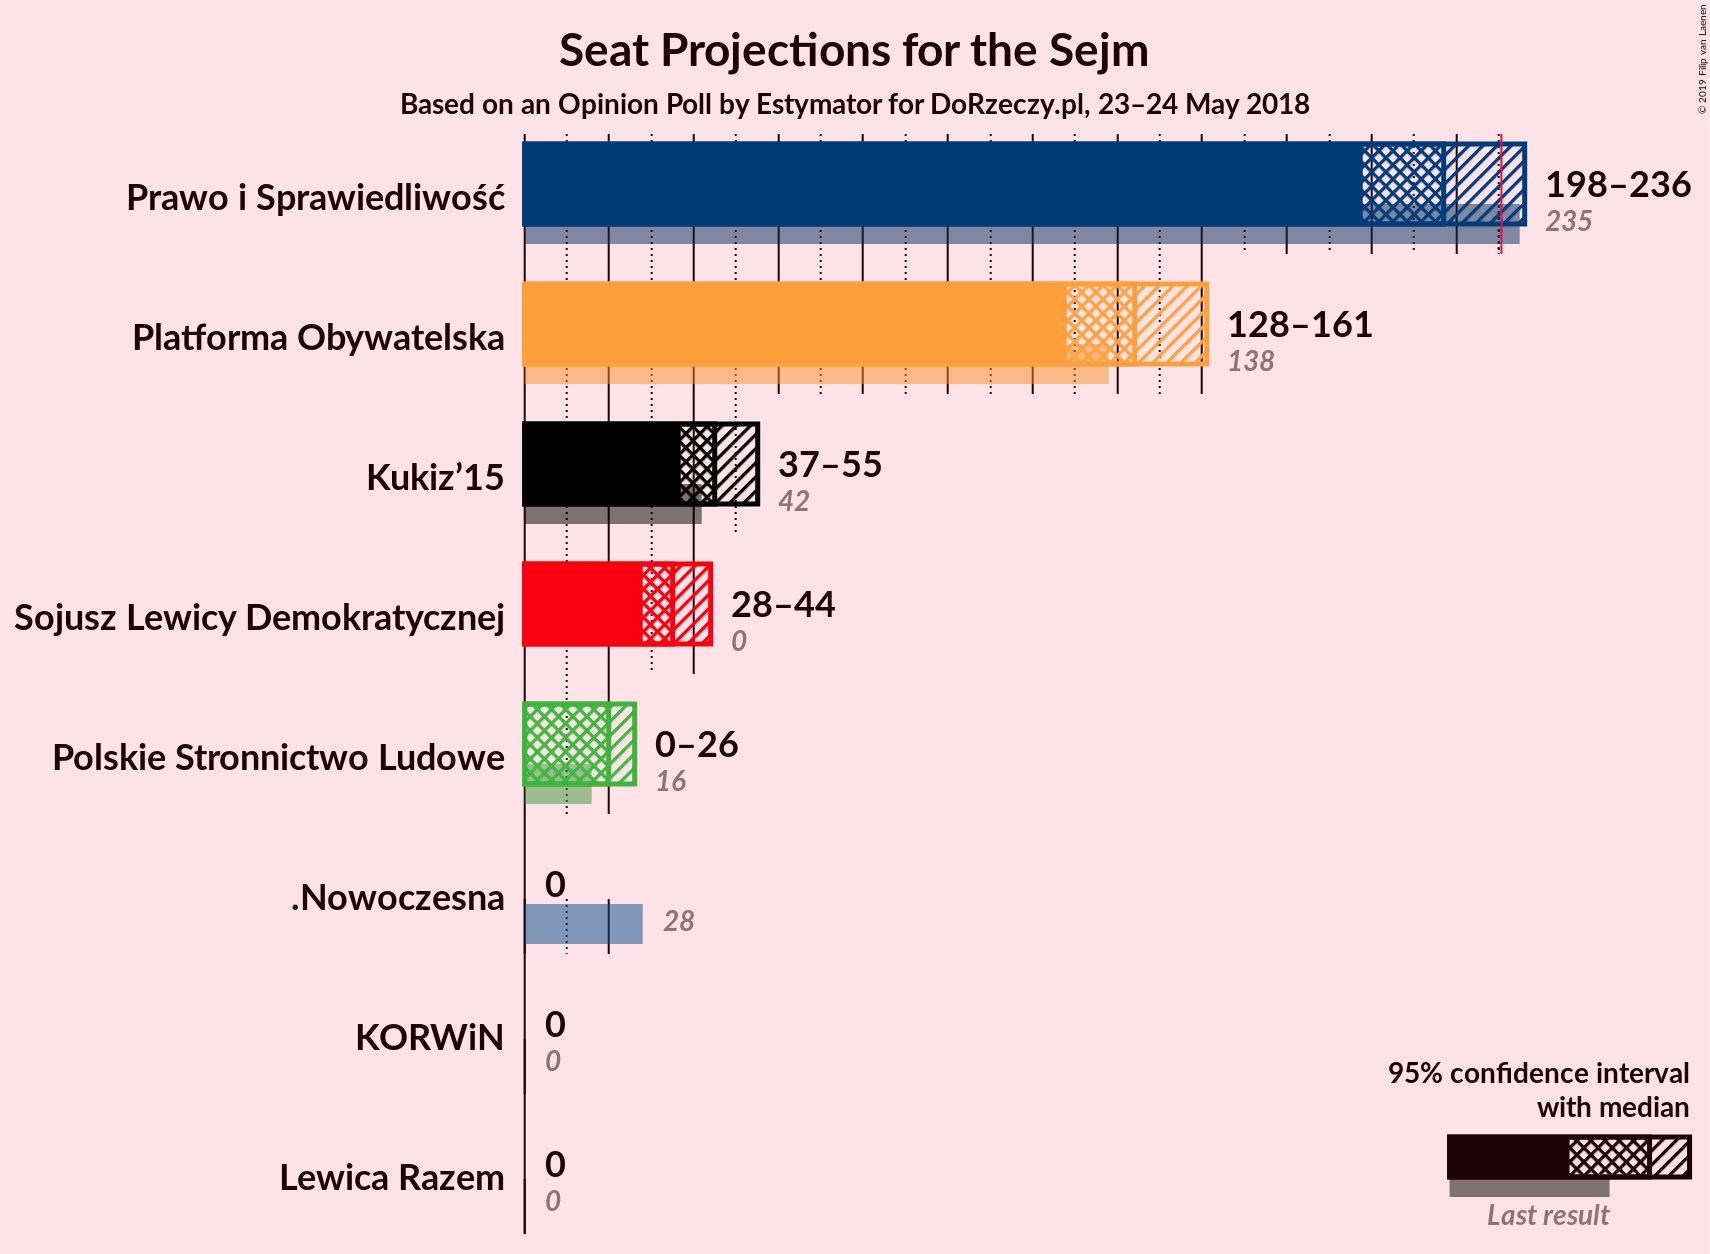 Seat Projections for the Sejm
Based on an Opinion Poll by Estymator for DoRzeczy.pl, 23–24 May 2018
© 2019 Filip van Laenen
Prawo i Sprawiedliwość
198–236
235
Platforma Obywatelska
128–161
138
Kukiz’15
37–55
42
Sojusz Lewicy Demokratycznej
28–44
0
Polskie Stronnictwo Ludowe
0–26
16
.Nowoczesna
0
28
KORWiN
0
0
Lewica Razem
0
0
95% confidence interval
with median
Last result